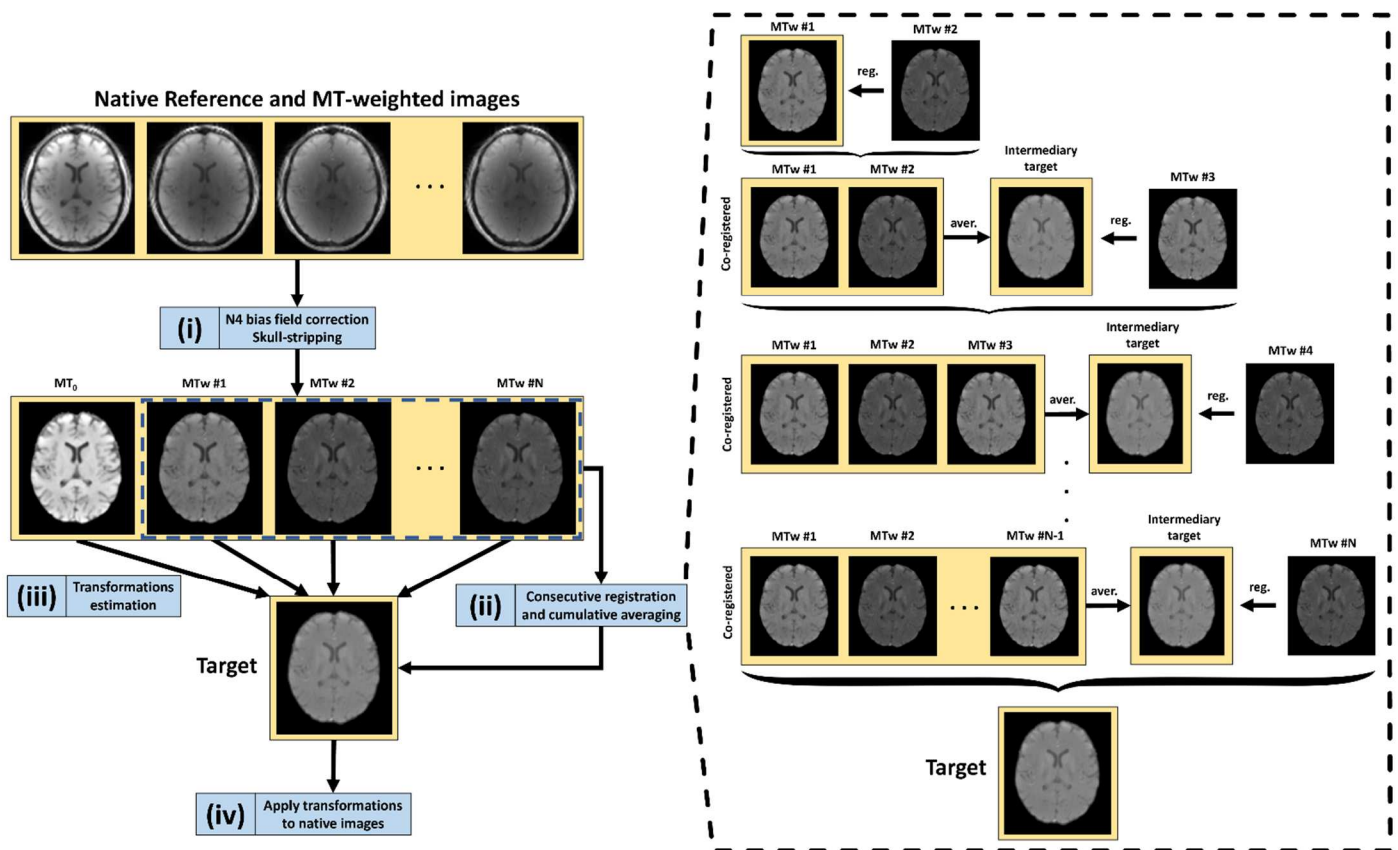 Native Reference and MT-weighted images
. . .
(i)
N4 bias field correction
Skull-stripping
MT₀
MTw #1
MTw #2
MTw #N
. . .
(iii)
Transformations
estimation
(ii)
Consecutive registration
and cumulative averaging
Target
(iv)
Apply transformations
to native images
MTw #1
MTw #2
reg.
Co-registered
MTw #1
MTw #2
aver.
Intermediary
target
reg.
MTw #3
Co-registered
MTw #1
MTw #2
MTw #3
aver.
Intermediary
target
reg.
MTw #4
.
.
.
Co-registered
MTw #1
MTw #2
. . .
MTw #N-1
aver.
Intermediary
target
reg.
MTw #N
Target